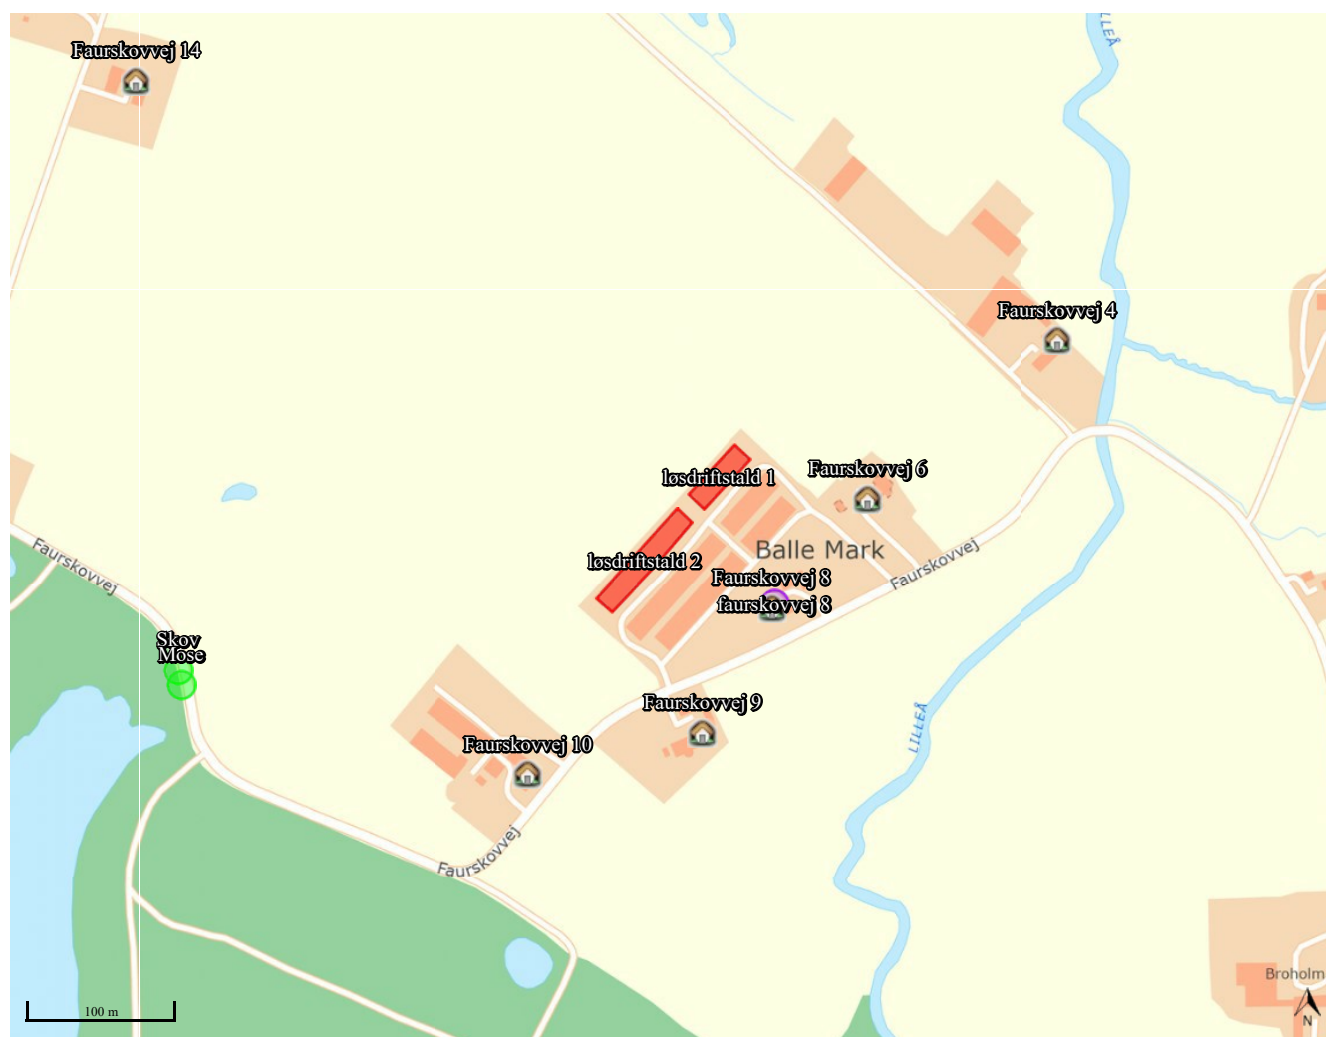 LILLEÅ
Faurskovvej 14
Faurskovvej 4
Faurskovvej 6
løsdriftstald 1
Balle Mark
løsdriftstald 2
Faurskovvej
Faurskovvej
Faurskovvej 8
faurskovvej 8
Skov
Mose
Faurskovvej 9
LILLEÅ
Faurskovvej 10
Faurskovvej
Broholm
100 m
N